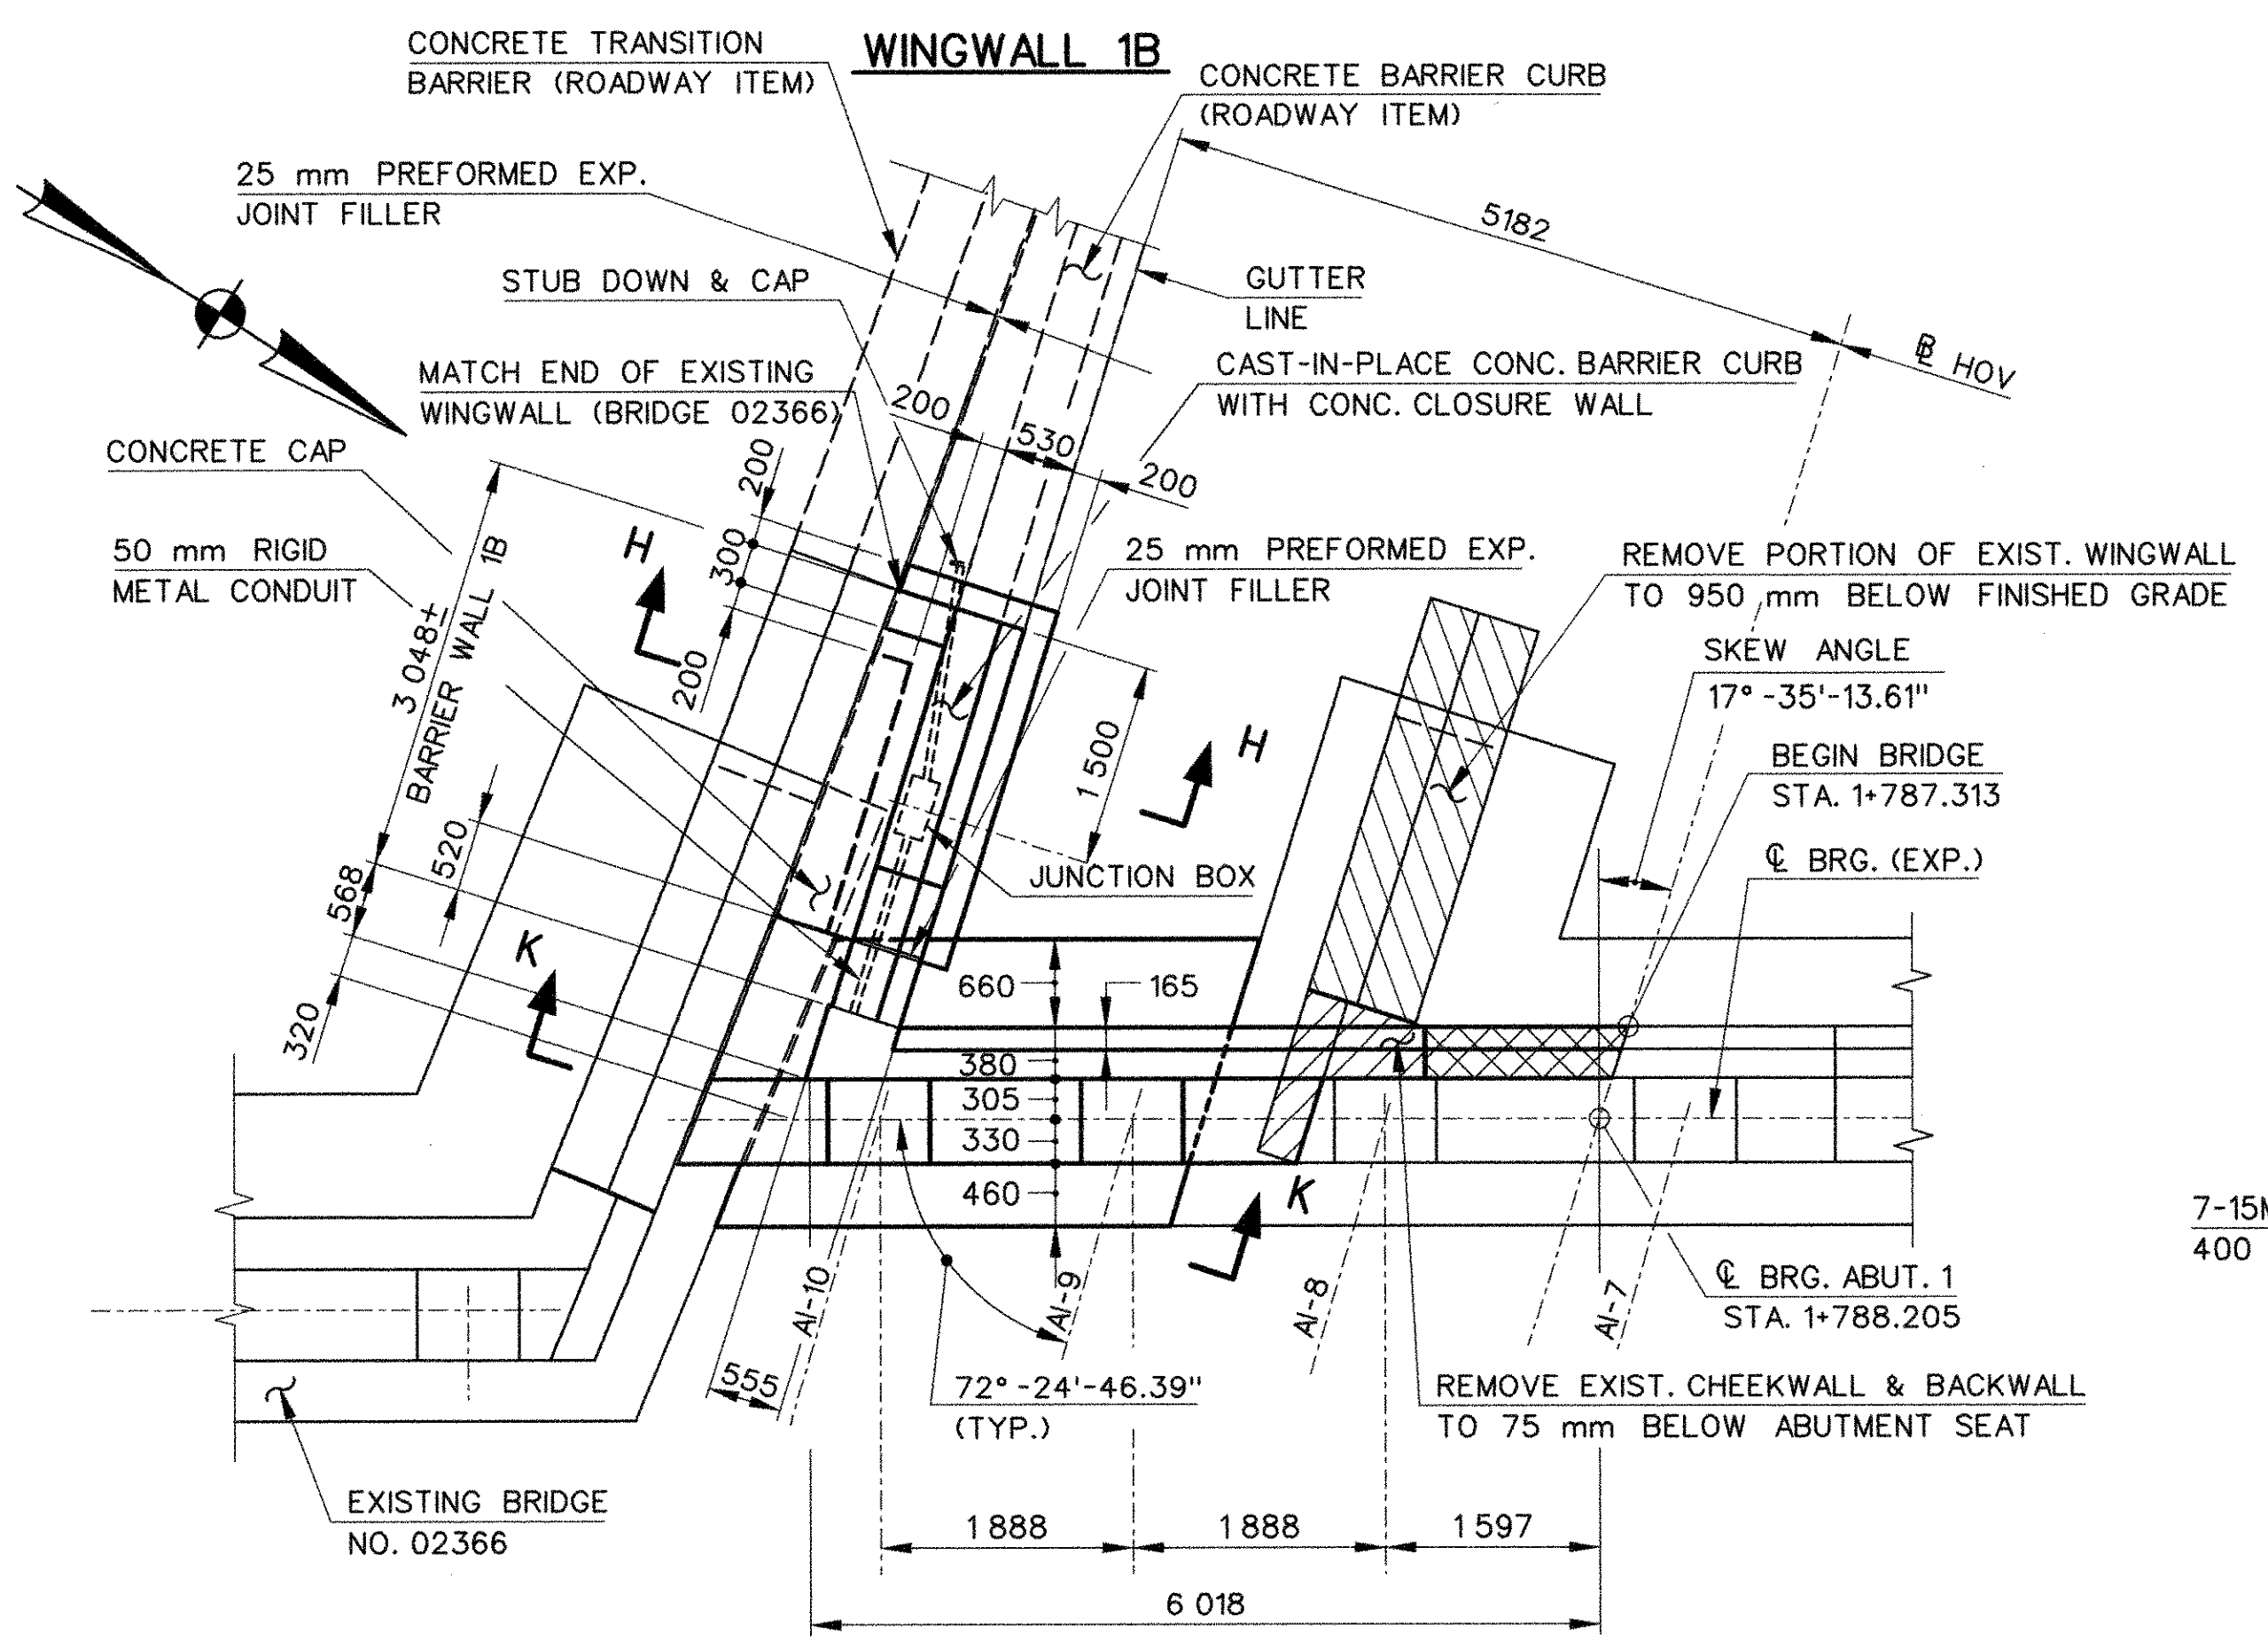 WINGWALL 1B
CONCRETE TRANSITION
BARRIER (ROADWAY ITEM)
CONCRETE BARRIER CURB
(ROADWAY ITEM)
25 mm PREFORMED EXP.
JOINT FILLER
5182
STUB DOWN & CAP
GUTTER
LINE
℄ HOV
MATCH END OF EXISTING
WINGWALL (BRIDGE 02366)
CAST-IN-PLACE CONC. BARRIER CURB
WITH CONC. CLOSURE WALL
200
530
200
CONCRETE CAP
200
300
200
50 mm RIGID
METAL CONDUIT
H
25 mm PREFORMED EXP.
JOINT FILLER
REMOVE PORTION OF EXIST. WINGWALL
TO 950 mm BELOW FINISHED GRADE
3 048±
BARRIER WALL 1B
SKEW ANGLE
17°-35'-13.61"
1 500
H
BEGIN BRIDGE
STA. 1+787.313
520
568
320
JUNCTION BOX
℄ BRG. (EXP.)
K
660
165
380
305
330
460
K
7-15M
400
AI-10
AI-9
AI-8
AI-7
℄ BRG. ABUT. 1
STA. 1+788.205
555
72°-24'-46.39"
(TYP.)
REMOVE EXIST. CHEEKWALL & BACKWALL
TO 75 mm BELOW ABUTMENT SEAT
EXISTING BRIDGE
NO. 02366
1 888
1 888
1 597
6 018